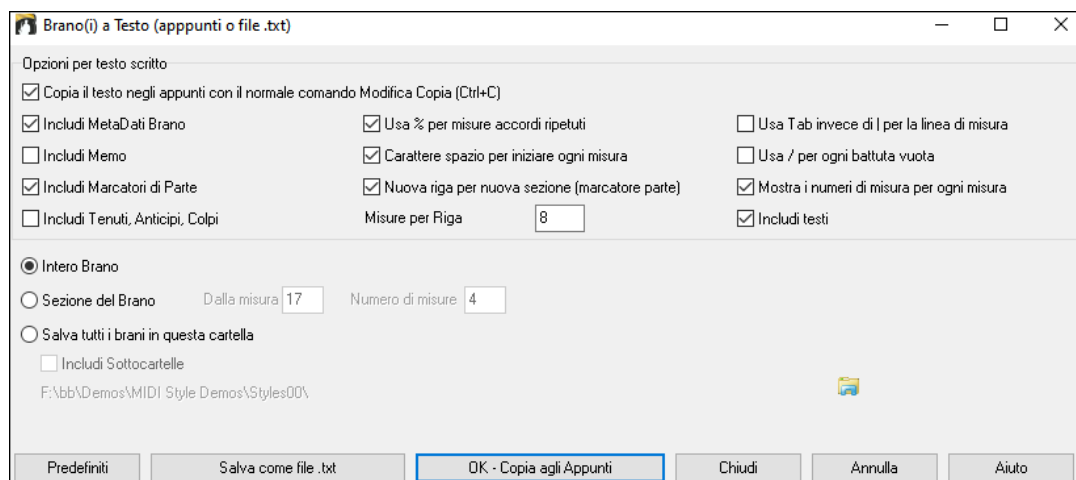 Brano(i) a Testo (apppunti o file .txt)
Opzioni per testo scritto
Copia il testo negli appunti con il normale comando Modifica Copia (Ctrl+C)
Includi MetaDati Brano
Usa % per misure accordi ripetuti
Usa Tab invece di | per la linea di misura
Includi Memo
Carattere spazio per iniziare ogni misura
Usa / per ogni battuta vuota
Includi Marcatori di Parte
Nuova riga per nuova sezione (marcatore parte)
Mostra i numeri di misura per ogni misura
Includi Tenuti, Anticipi, Colpi
Misure per Riga 8
Includi testi
Intero Brano
Sezione del Brano Dalla misura 17 Numero di misure 4
Salva tutti i brani in questa cartella
Includi Sottocartelle
F:\bb\Demos\MIDI Style Demos\Styles00\
Predefiniti Salva come file .txt OK - Copia agli Appunti Chiudi Annulla Aiuto